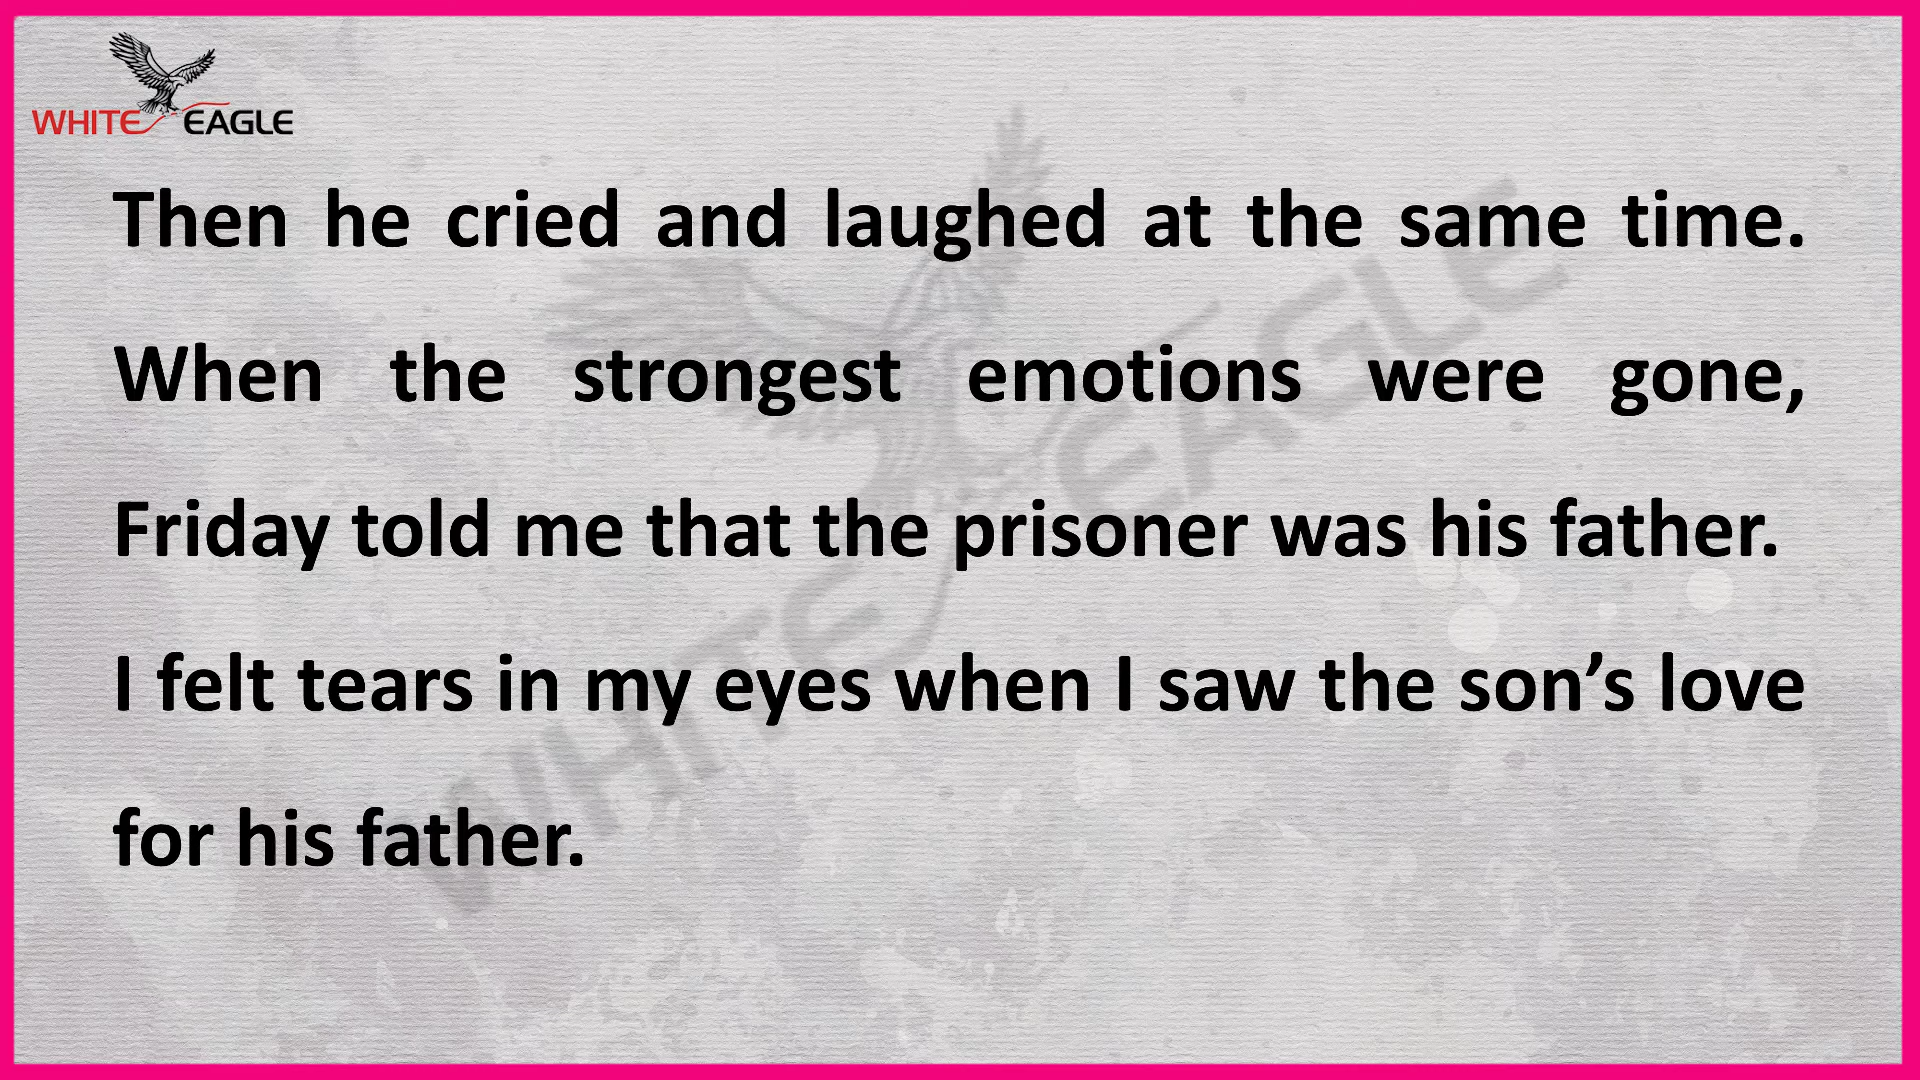 WHITE EAGLE
Then he cried and laughed at the same time.
When the strongest emotions were gone,
Friday told me that the prisoner was his father.
I felt tears in my eyes when I saw the son’s love
for his father.
WHITE EAGLE